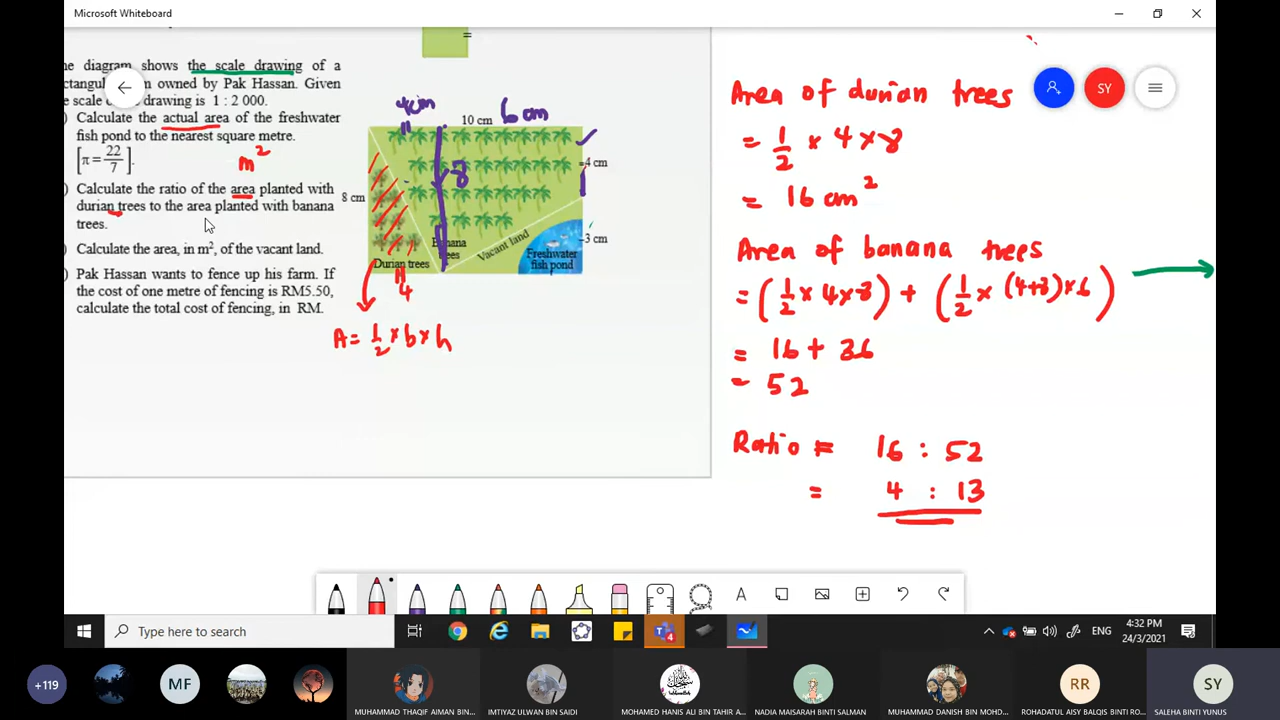 Microsoft Whiteboard
=
he diagram shows the scale drawing of a
ctangul m owned by Pak Hassan. Given
e scale drawing is 1 : 2 000.
) Calculate the actual area of the freshwater
fish pond to the nearest square metre.
[π = 22/7].
m²
) Calculate the ratio of the area planted with
durian trees to the area planted with banana
trees.
) Calculate the area, in m², of the vacant land.
) Pak Hassan wants to fence up his farm. If
the cost of one metre of fencing is RM5.50,
calculate the total cost of fencing, in RM.
4cm
10 cm
6 cm
4 cm
8
8 cm
3 cm
Banana
trees
Vacant land
Durian trees
Freshwater
fish pond
4
A = 1/2 × b × h
Area of durian trees
= 1/2 × 4 × 8
= 16 cm²
Area of banana trees
= (1/2 × 4 × 8) + (1/2 × (4+8) × 6)
= 16 + 36
= 52
Ratio = 16 : 52
= 4 : 13
SY
A
Type here to search
4
ENG
4:32 PM
24/3/2021
+119
MF
MUHAMMAD THAQIF AIMAN BIN...
IMTIYAZ ULWAN BIN SAIDI
MOHAMED HANIS ALI BIN TAHIR A...
NADIA MAISARAH BINTI SALMAN
MUHAMMAD DANISH BIN MOHD...
RR
ROHADATUL AISY BALQIS BINTI RO...
SY
SALEHA BINTI YUNUS